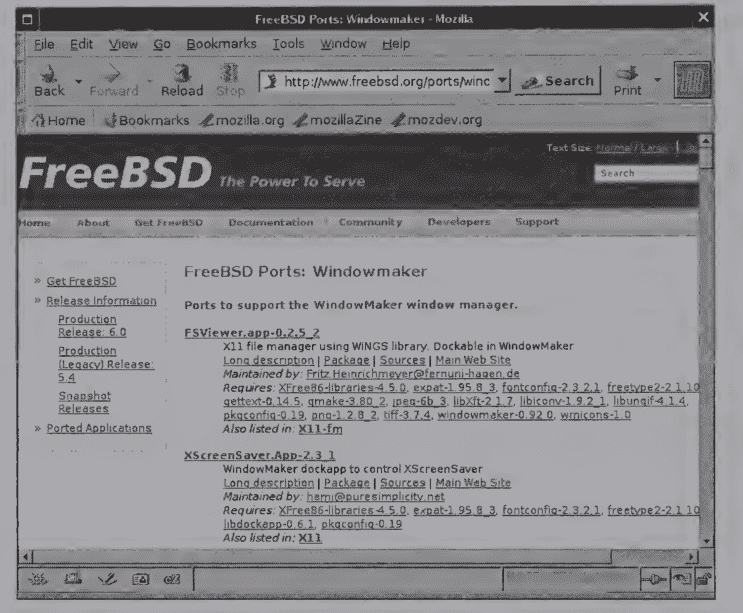 FreeBSD Ports: Windowmaker - Mozilla
File Edit View Go Bookmarks Tools Window Help
Back Forward Reload Stop http://www.freebsd.org/ports/winc Search Print
Home Bookmarks mozilla.org mozillaZine mozdev.org
Text Size: Normal / Large
FreeBSD The Power To Serve
Search
Home About Get FreeBSD Documentation Community Developers Support
» Get FreeBSD
» Release Information
Production
Release: 6.0
Production
(Legacy) Release:
5.4
Snapshot
Releases
» Ported Applications
FreeBSD Ports: Windowmaker
Ports to support the WindowMaker window manager.
FSViewer.app-0.2.5_2
X11 file manager using WINGS library. Dockable in WindowMaker
Long description | Package | Sources | Main Web Site
Maintained by: Fritz.Heinrichmeyer@fernuni-hagen.de
Requires: XFree86-libraries-4.5.0, expat-1.95.8_3, fontconfig-2.3.2,1, freetype2-2.1.10
gettext-0.14.5, gmake-3.80_2, jpeg-6b_3, libXft-2.1.7, libiconv-1.9.2_1, libungif-4.1.4,
pkgconfig-0.19, png-1.2.8_2, tiff-3.7.4, windowmaker-0.92.0, wmicons-1.0
Also listed in: X11-fm
XScreenSaver.App-2.3_1
WindowMaker dockapp to control XScreenSaver
Long description | Package | Sources | Main Web Site
Maintained by: hemi@puresimplicity.net
Requires: XFree86-libraries-4.5.0, expat-1.95.8_3, fontconfig-2.3.2,1, freetype2-2.1.10
libdockapp-0.6.1, pkgconfig-0.19
Also listed in: X11